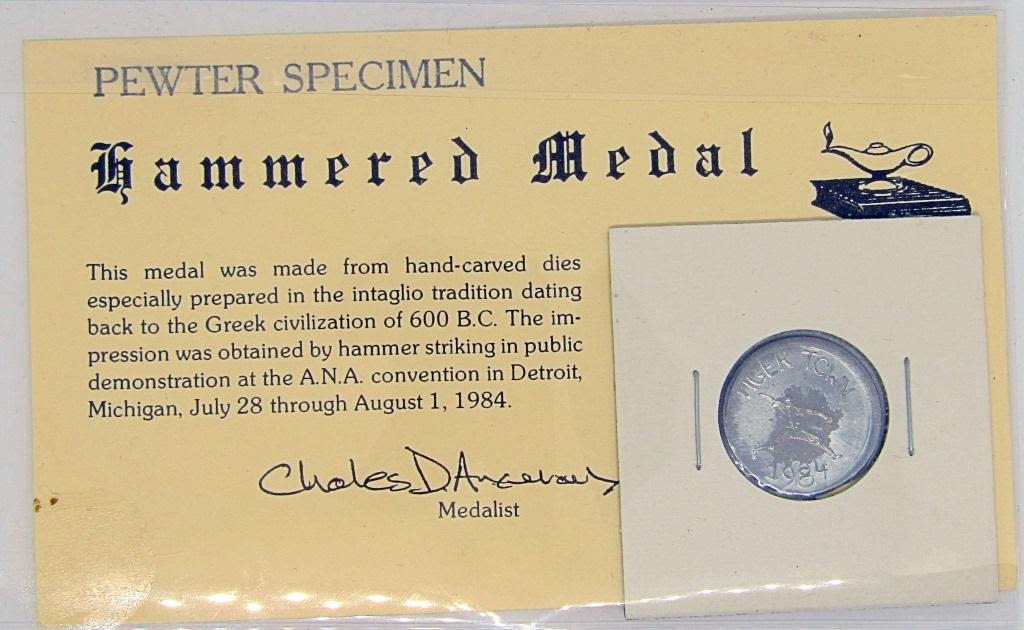 PEWTER SPECIMEN
Hammered Medal
This medal was made from hand-carved dies
especially prepared in the intaglio tradition dating
back to the Greek civilization of 600 B.C. The im-
pression was obtained by hammer striking in public
demonstration at the A.N.A. convention in Detroit,
Michigan, July 28 through August 1, 1984.
Charles D
Medalist
TIGER TOWN
1984